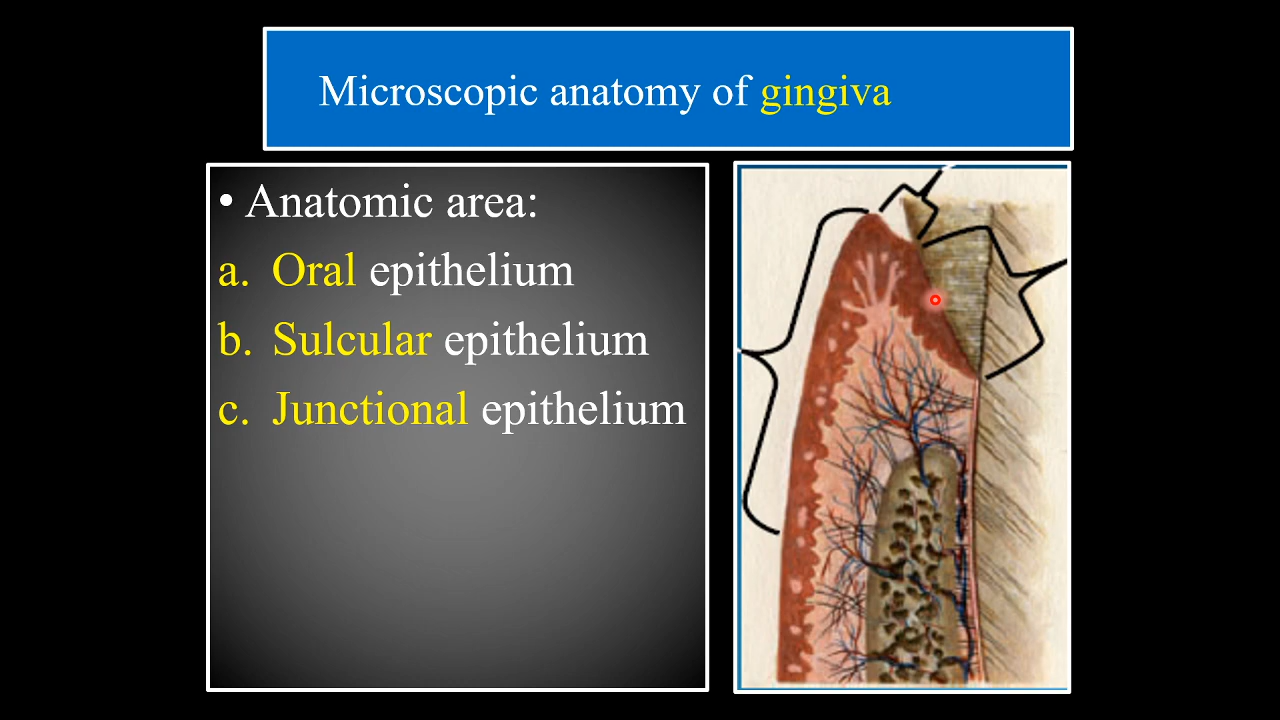 Microscopic anatomy of gingiva
• Anatomic area:
a. Oral epithelium
b. Sulcular epithelium
c. Junctional epithelium